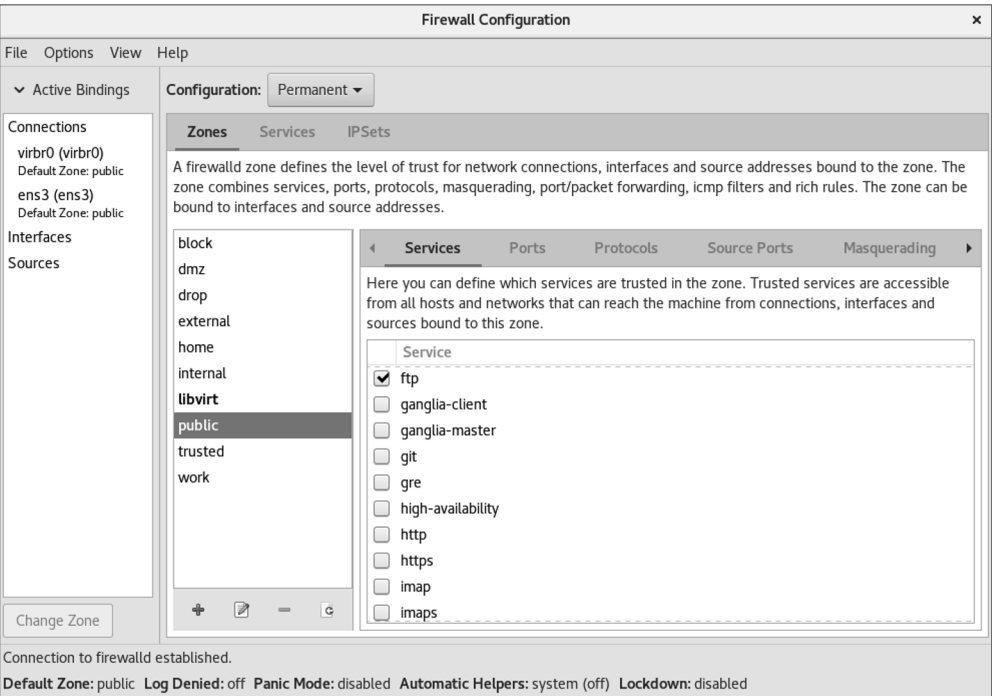 Firewall Configuration ×
File Options View Help
Active Bindings
Configuration: Permanent
Connections
virbr0 (virbr0)
Default Zone: public
ens3 (ens3)
Default Zone: public
Interfaces
Sources
Change Zone
Zones Services IPSets
A firewalld zone defines the level of trust for network connections, interfaces and source addresses bound to the zone. The
zone combines services, ports, protocols, masquerading, port/packet forwarding, icmp filters and rich rules. The zone can be
bound to interfaces and source addresses.
block
dmz
drop
external
home
internal
libvirt
public
trusted
work
Services Ports Protocols Source Ports Masquerading
Here you can define which services are trusted in the zone. Trusted services are accessible
from all hosts and networks that can reach the machine from connections, interfaces and
sources bound to this zone.
Service
ftp
ganglia-client
ganglia-master
git
gre
high-availability
http
https
imap
imaps
Connection to firewalld established.
Default Zone: public Log Denied: off Panic Mode: disabled Automatic Helpers: system (off) Lockdown: disabled